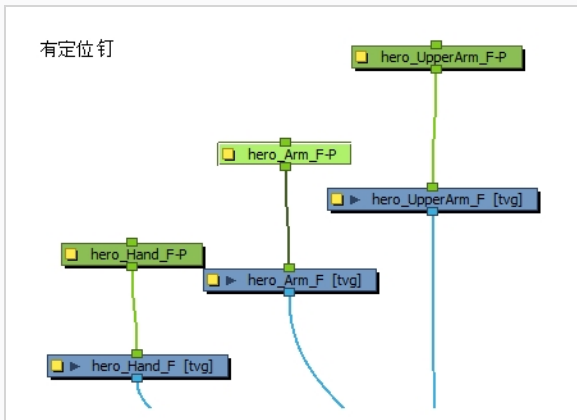 有定位钉
hero_UpperArm_F-P
hero_Arm_F-P
hero_UpperArm_F [tvg]
hero_Hand_F-P
hero_Arm_F [tvg]
hero_Hand_F [tvg]